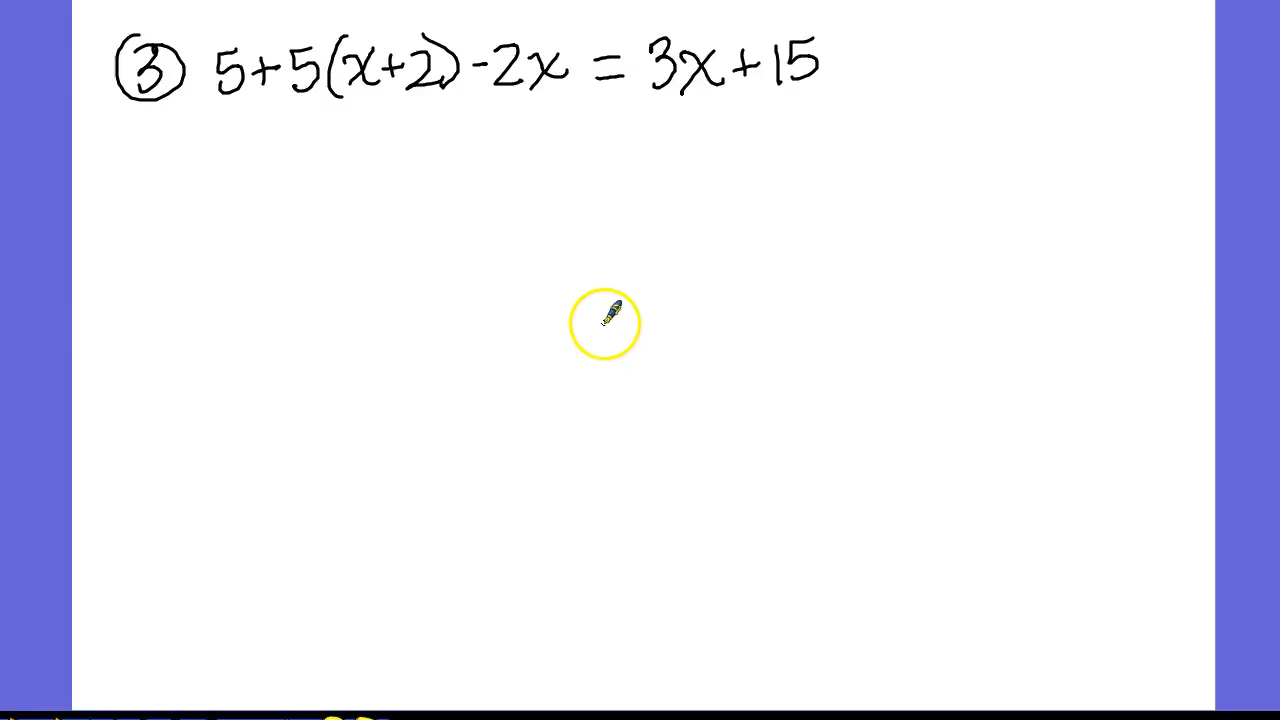 ③ 5+5(x+2)-2x = 3x+15